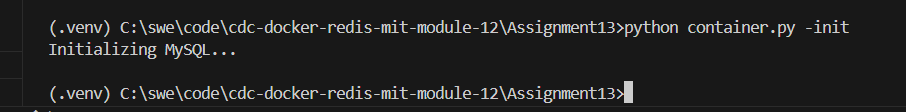 (.venv) C:\swe\code\cdc-docker-redis-mit-module-12\Assignment13>python container.py -init
Initializing MySQL...
(.venv) C:\swe\code\cdc-docker-redis-mit-module-12\Assignment13>